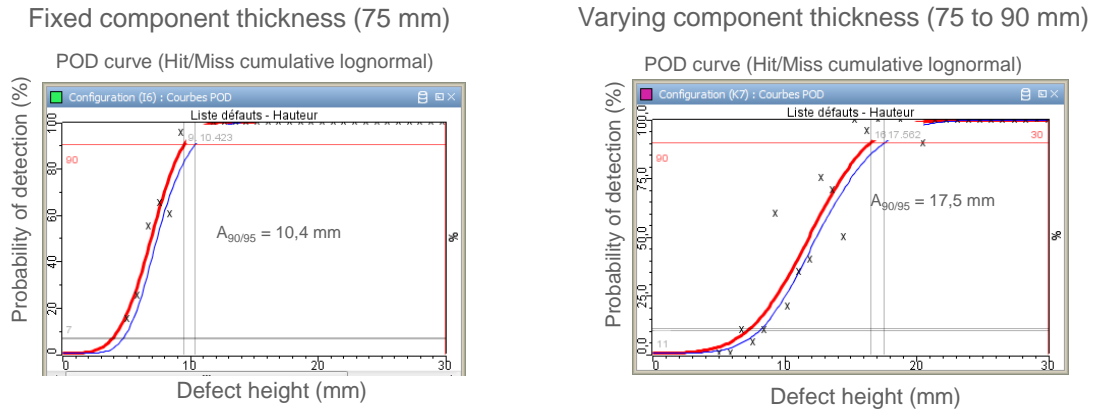 Fixed component thickness (75 mm)
POD curve (Hit/Miss cumulative lognormal)
Configuration (I6) : Courbes POD
Liste défauts - Hauteur
Probability of detection (%)
100
80
60
40
20
0
90
7
9
10.423
A90/95 = 10,4 mm
%
0
10
20
30
Defect height (mm)
Varying component thickness (75 to 90 mm)
POD curve (Hit/Miss cumulative lognormal)
Configuration (K7) : Courbes POD
Liste défauts - Hauteur
Probability of detection (%)
100,0
75,0
50,0
25,0
0,0
90
11
16
17.562
30
A90/95 = 17,5 mm
%
0
10
20
30
Defect height (mm)